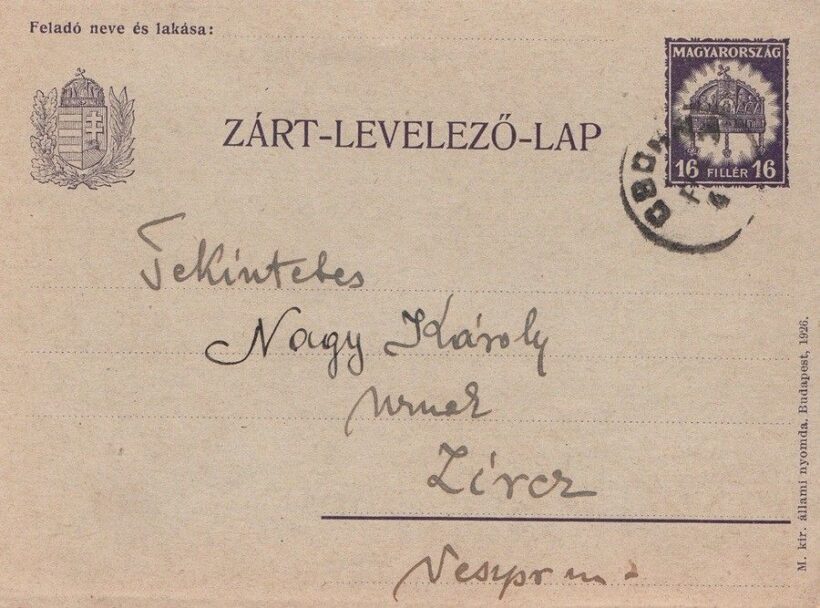 Feladó neve és lakása:
MAGYARORSZÁG
16 FILLÉR 16
ZÁRT-LEVELEZŐ-LAP
Tekintetes
Nagy Károly
urnak
Zircz
M. kir. állami nyomda, Budapest, 1926.